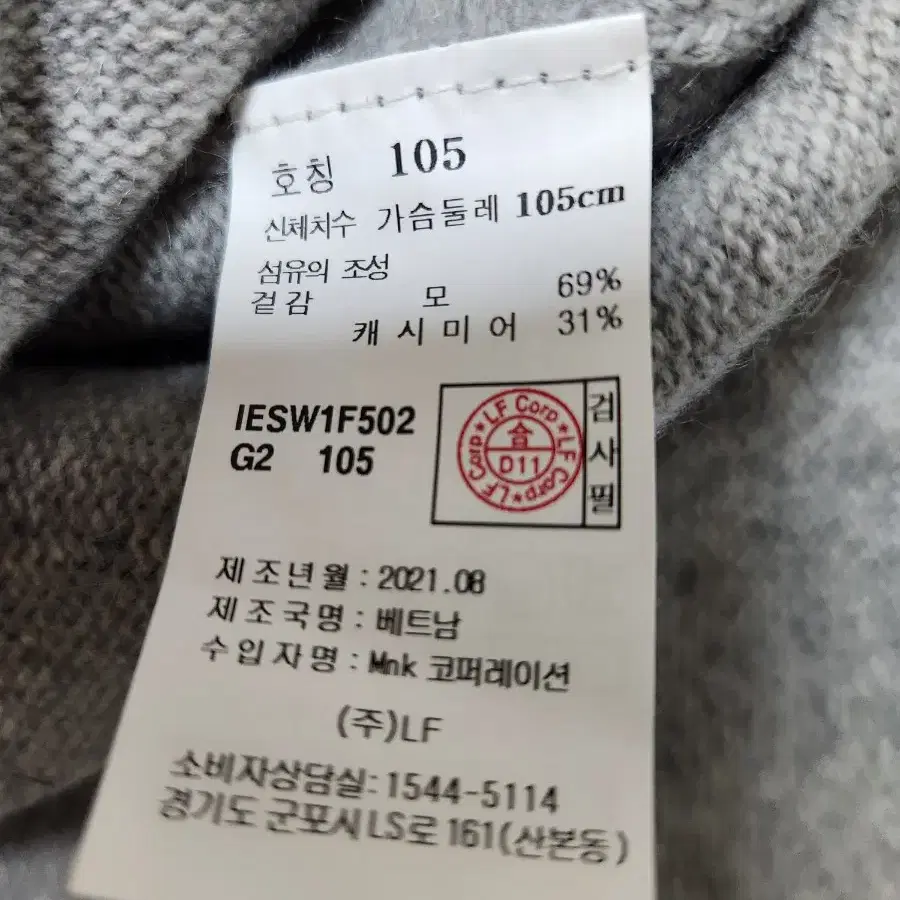 호칭 105
신체치수 가슴둘레 105cm
섬유의 조성
겉감 모 69%
캐시미어 31%
IESW1F502
G2 105
LF Corp★LF Corp★LF Corp★
合
D11
검사필
제조년월 : 2021.08
제조국명 : 베트남
수입자명 : Mnk 코퍼레이션
(주)LF
소비자상담실: 1544-5114
경기도 군포시 LS로 161(산본동)